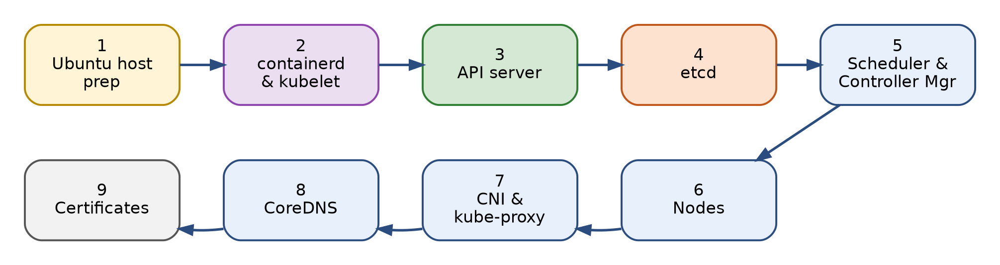 1
Ubuntu host
prep
2
containerd
& kubelet
3
API server
4
etcd
5
Scheduler &
Controller Mgr
6
Nodes
7
CNI &
kube-proxy
8
CoreDNS
9
Certificates